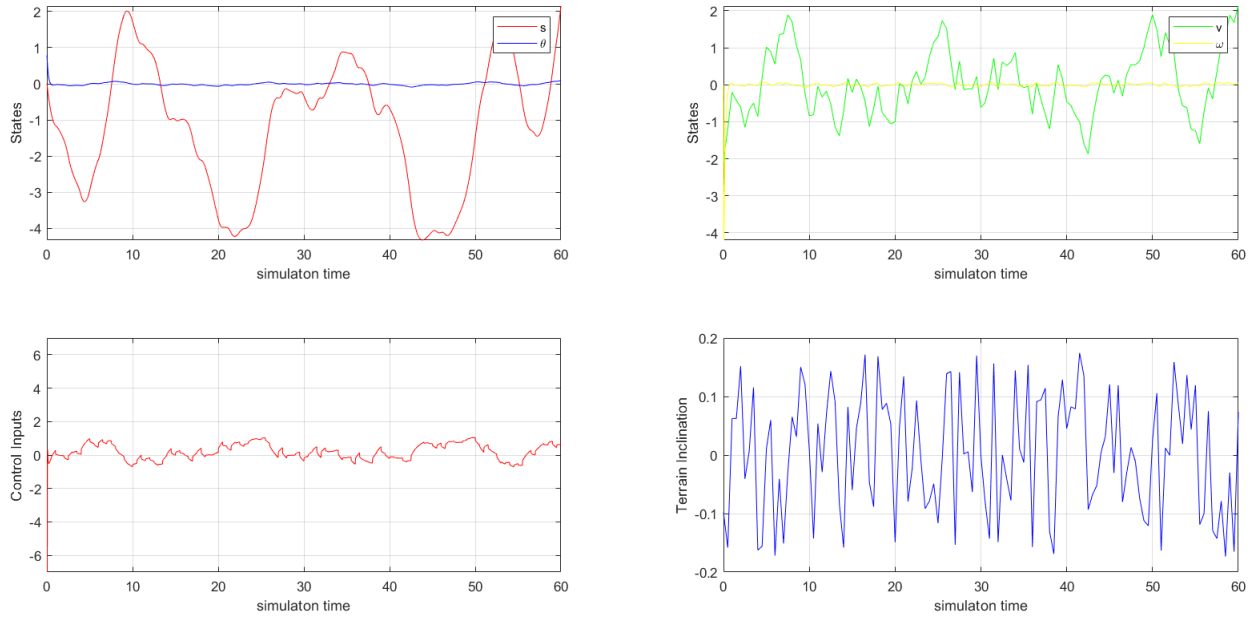 2
1
0
-1
-2
-3
-4
States
0 10 20 30 40 50 60
simulaton time
s
θ
2
1
0
-1
-2
-3
-4
States
0 10 20 30 40 50 60
simulaton time
v
ω
6
4
2
0
-2
-4
-6
Control Inputs
0 10 20 30 40 50 60
simulaton time
0.2
0.1
0
-0.1
-0.2
Terrain Inclination
0 10 20 30 40 50 60
simulaton time